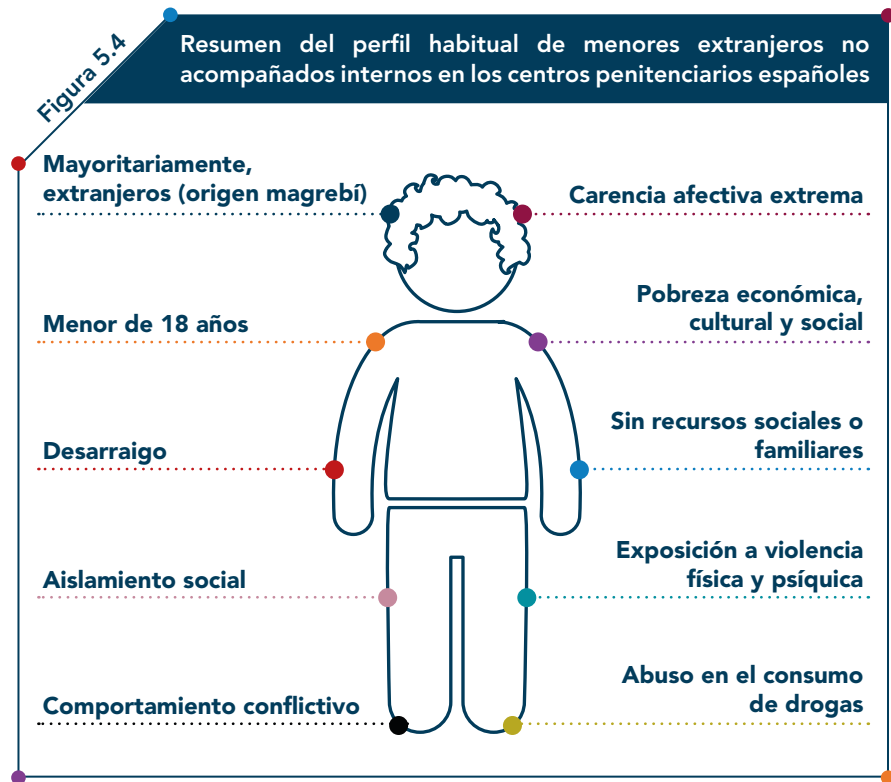 Figura 5.4
Resumen del perfil habitual de menores extranjeros no
acompañados internos en los centros penitenciarios españoles
Mayoritariamente,
extranjeros (origen magrebí)
Carencia afectiva extrema
Menor de 18 años
Pobreza económica,
cultural y social
Desarraigo
Sin recursos sociales o
familiares
Aislamiento social
Exposición a violencia
física y psíquica
Comportamiento conflictivo
Abuso en el consumo
de drogas